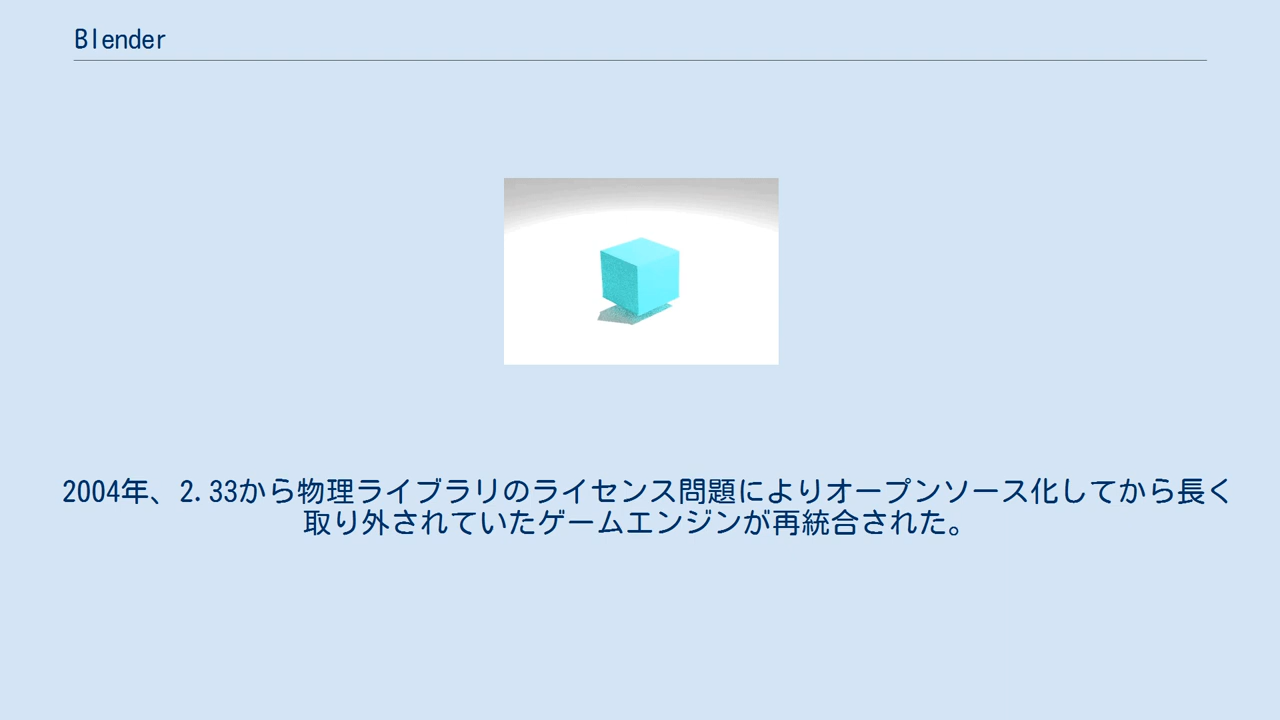 Blender
2004年、2.33から物理ライブラリのライセンス問題によりオープンソース化してから長く
取り外されていたゲームエンジンが再統合された。